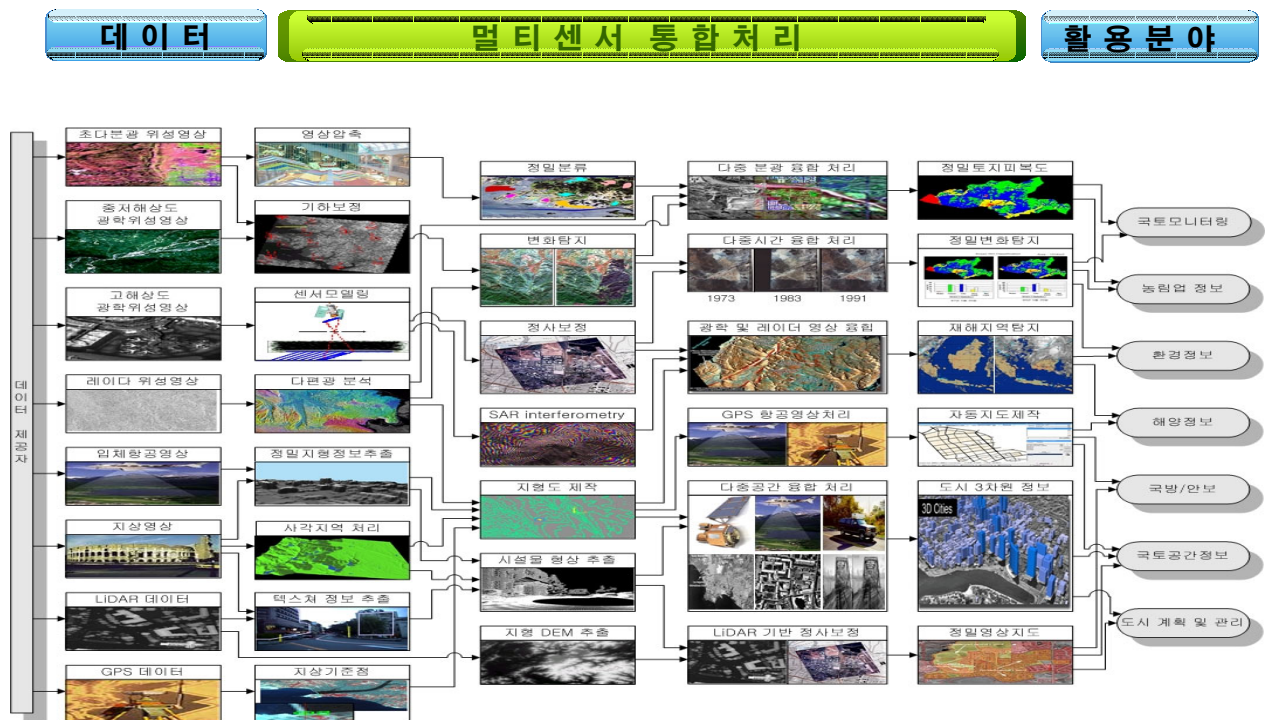 데이터
멀티센서 통합처리
활용분야
데이터 제공자
초다분광 위성영상
중저해상도
광학위성영상
고해상도
광학위성영상
레이다 위성영상
입체항공영상
지상영상
LiDAR 데이터
GPS 데이터
영상압축
기하보정
센서모델링
다편광 분석
정밀지형정보추출
사각지역 처리
텍스쳐 정보 추출
지상기준점
정밀분류
변화탐지
정사보정
SAR interferometry
지형도 제작
시설물 형상 추출
지형 DEM 추출
다중 분광 융합 처리
다중시간 융합 처리
1973
1983
1991
광학 및 레이더 영상 융합
GPS 항공영상처리
다중공간 융합 처리
LiDAR 기반 정사보정
정밀토지피복도
정밀변화탐지
재해지역탐지
자동지도제작
도시 3차원 정보
3D Cities
정밀영상지도
국토모니터링
농림업 정보
환경정보
해양정보
국방/안보
국토공간정보
도시 계획 및 관리